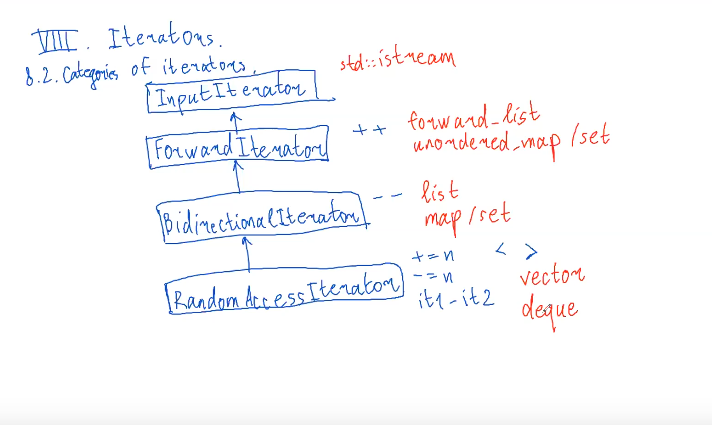 VIII. Iterators.
8.2. Categories of iterators.
std::istream
InputIterator
ForwardIterator ++ forward_list
unordered_map/set
BidirectionalIterator -- list
map/set
RandomAccessIterator += n < >
-= n vector
it1-it2 deque